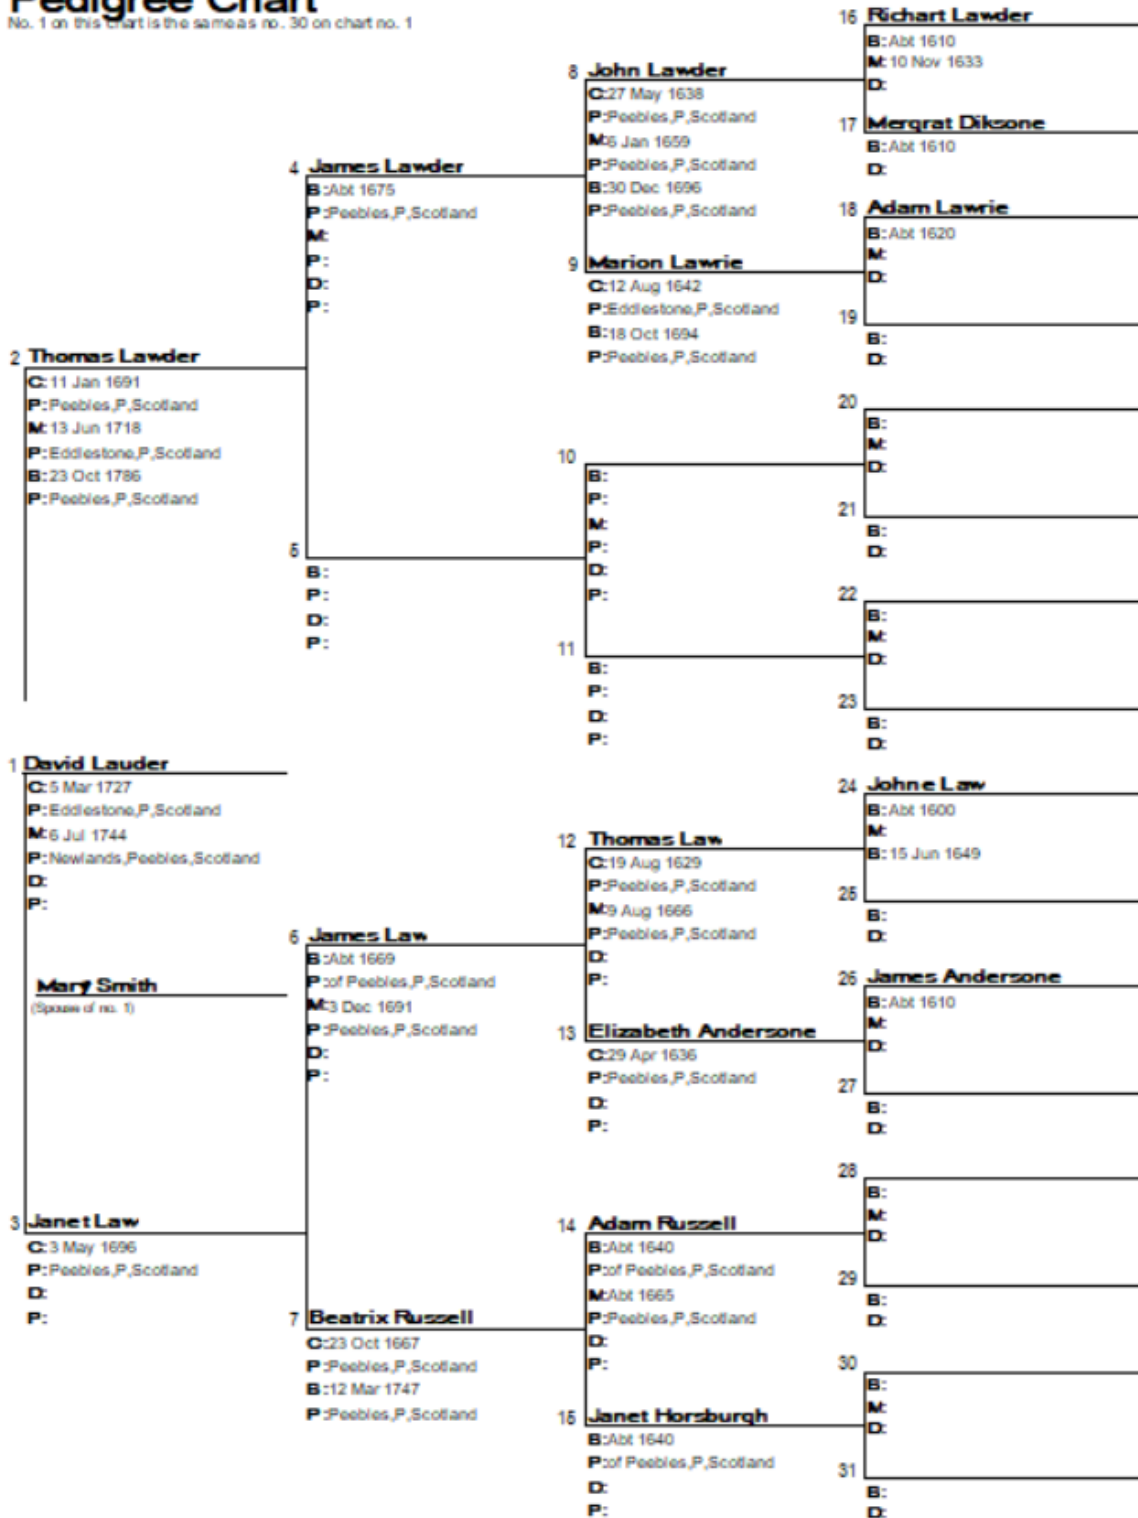 Pedigree Chart
No. 1 on this chart is the same as no. 30 on chart no. 1
2 Thomas Lawder
C: 11 Jan 1691
P: Peebles,P,Scotland
M: 13 Jun 1718
P: Eddlestone,P,Scotland
B: 23 Oct 1786
P: Peebles,P,Scotland
1 David Lauder
C: 5 Mar 1727
P: Eddlestone,P,Scotland
M: 6 Jul 1744
P: Newlands,Peebles,Scotland
D:
P:
Mary Smith
(Spouse of no. 1)
3 Janet Law
C: 3 May 1696
P: Peebles,P,Scotland
D:
P:
4 James Lawder
B: Abt 1675
P: Peebles,P,Scotland
M:
P:
D:
P:
5
B:
P:
D:
P:
6 James Law
B: Abt 1669
P: of Peebles,P,Scotland
M: 3 Dec 1691
P: Peebles,P,Scotland
D:
P:
7 Beatrix Russell
C: 23 Oct 1667
P: Peebles,P,Scotland
B: 12 Mar 1747
P: Peebles,P,Scotland
8 John Lawder
C: 27 May 1638
P: Peebles,P,Scotland
M: 6 Jan 1659
P: Peebles,P,Scotland
B: 30 Dec 1696
P: Peebles,P,Scotland
9 Marion Lawrie
C: 12 Aug 1642
P: Eddlestone,P,Scotland
B: 18 Oct 1694
P: Peebles,P,Scotland
10
B:
P:
M:
P:
D:
P:
11
B:
P:
D:
P:
12 Thomas Law
C: 19 Aug 1629
P: Peebles,P,Scotland
M: 9 Aug 1666
P: Peebles,P,Scotland
D:
P:
13 Elizabeth Andersone
C: 29 Apr 1636
P: Peebles,P,Scotland
D:
P:
14 Adam Russell
B: Abt 1640
P: of Peebles,P,Scotland
M: Abt 1665
P: Peebles,P,Scotland
D:
P:
15 Janet Horsburgh
B: Abt 1640
P: of Peebles,P,Scotland
D:
P:
16 Richart Lawder
B: Abt 1610
M: 10 Nov 1633
D:
17 Mergrat Diksone
B: Abt 1610
D:
18 Adam Lawrie
B: Abt 1620
M:
D:
19
B:
D:
20
B:
M:
D:
21
B:
D:
22
B:
M:
D:
23
B:
D:
24 Johne Law
B: Abt 1600
M:
B: 15 Jun 1649
25
B:
D:
26 James Andersone
B: Abt 1610
M:
D:
27
B:
D:
28
B:
M:
D:
29
B:
D:
30
B:
M:
D:
31
B:
D: